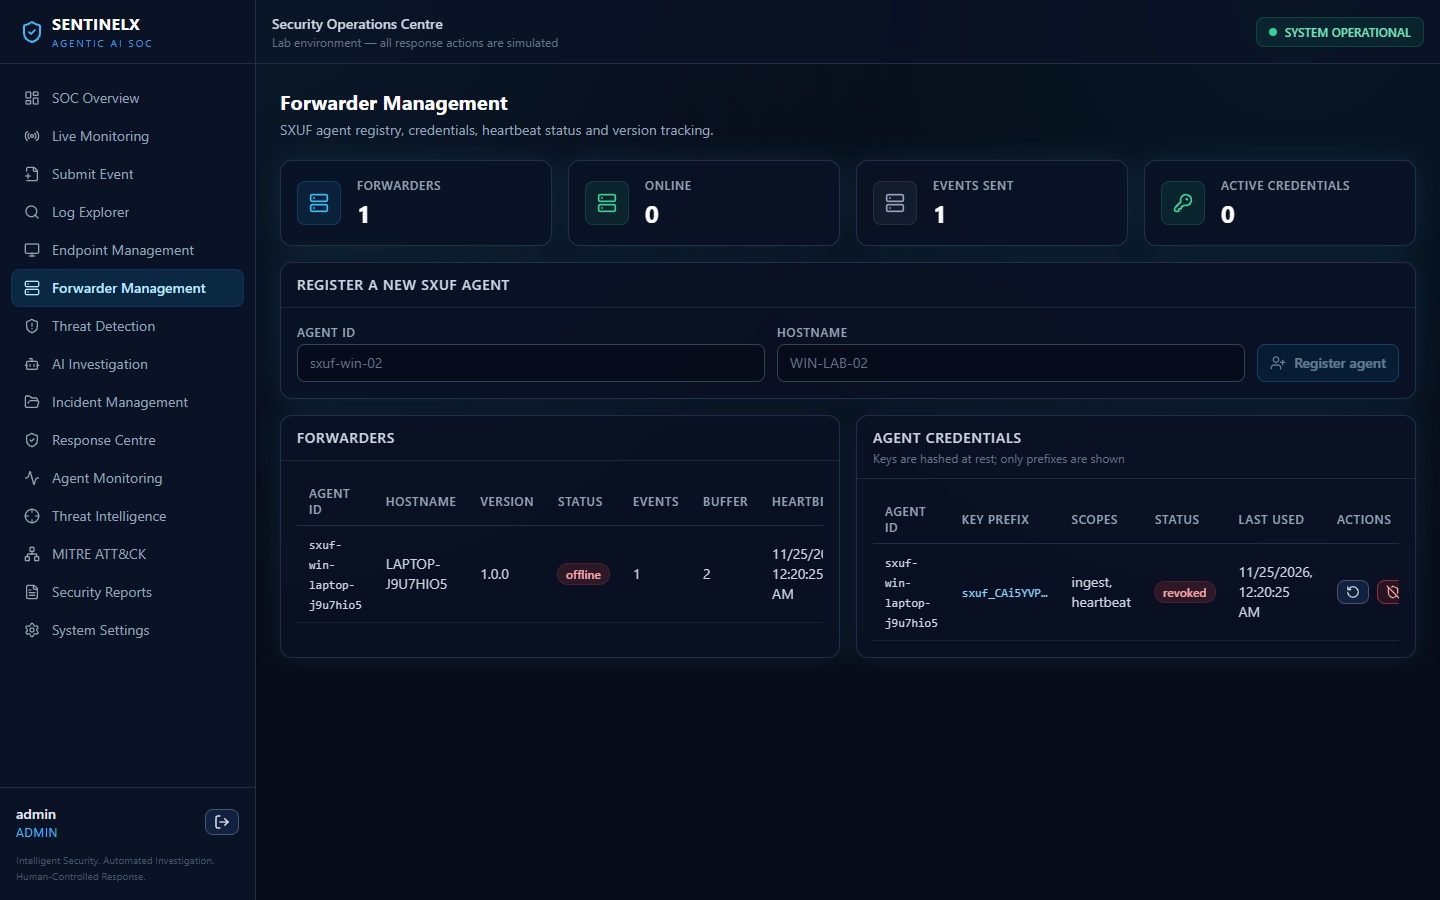 SENTINELX
AGENTIC AI SOC
Security Operations Centre
Lab environment — all response actions are simulated
SYSTEM OPERATIONAL
SOC Overview
Live Monitoring
Submit Event
Log Explorer
Endpoint Management
Forwarder Management
Threat Detection
AI Investigation
Incident Management
Response Centre
Agent Monitoring
Threat Intelligence
MITRE ATT&CK
Security Reports
System Settings
admin
ADMIN
Intelligent Security. Automated Investigation.
Human-Controlled Response.
Forwarder Management
SXUF agent registry, credentials, heartbeat status and version tracking.
FORWARDERS
1
ONLINE
0
EVENTS SENT
1
ACTIVE CREDENTIALS
0
REGISTER A NEW SXUF AGENT
AGENT ID
HOSTNAME
sxuf-win-02
WIN-LAB-02
Register agent
FORWARDERS
AGENT ID HOSTNAME VERSION STATUS EVENTS BUFFER HEARTBE
sxuf-
win-
laptop-
j9u7hio5
LAPTOP-
J9U7HIO5
1.0.0
offline
1
2
11/25/20
12:20:25
AM
AGENT CREDENTIALS
Keys are hashed at rest; only prefixes are shown
AGENT ID KEY PREFIX SCOPES STATUS LAST USED ACTIONS
sxuf-
win-
laptop-
j9u7hio5
sxuf_CAi5YVP…
ingest,
heartbeat
revoked
11/25/2026,
12:20:25
AM